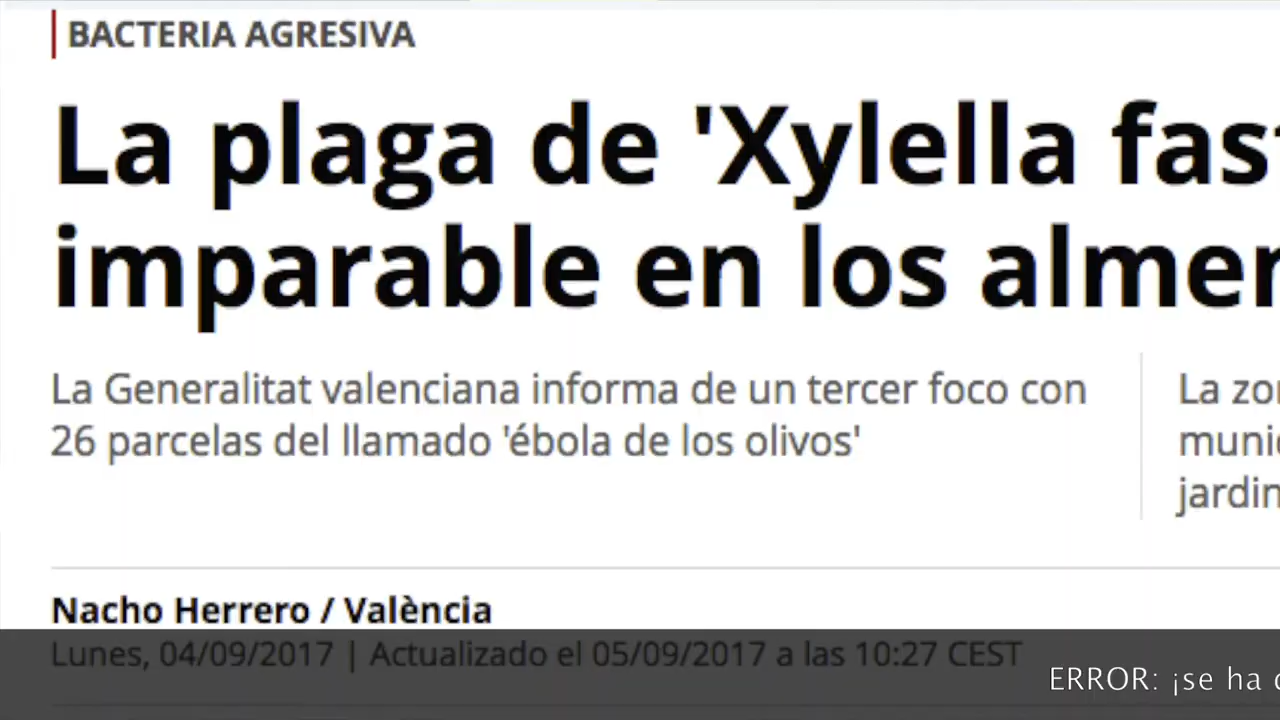 BACTERIA AGRESIVA
La plaga de 'Xylella
imparable en los
La Generalitat valenciana informa de un tercer foco con
26 parcelas del llamado 'ébola de los olivos'
La
Nacho Herrero / València
Lunes, 04/09/2017 | Actualizado el 05/09/2017 a las 10:27 CEST
ERROR: ¡se ha